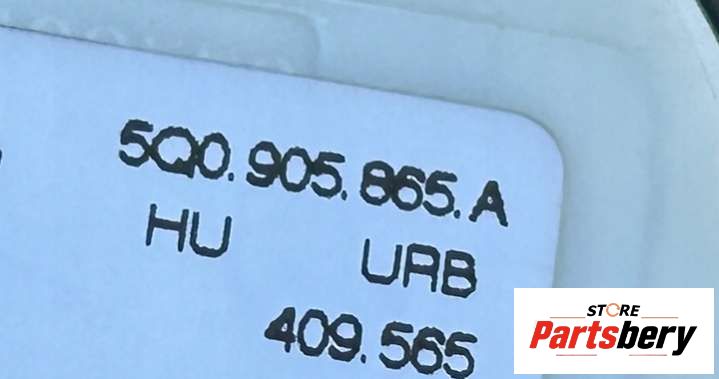 5Q0.905.865.A
HU URB
409.565
STORE
Partsbery